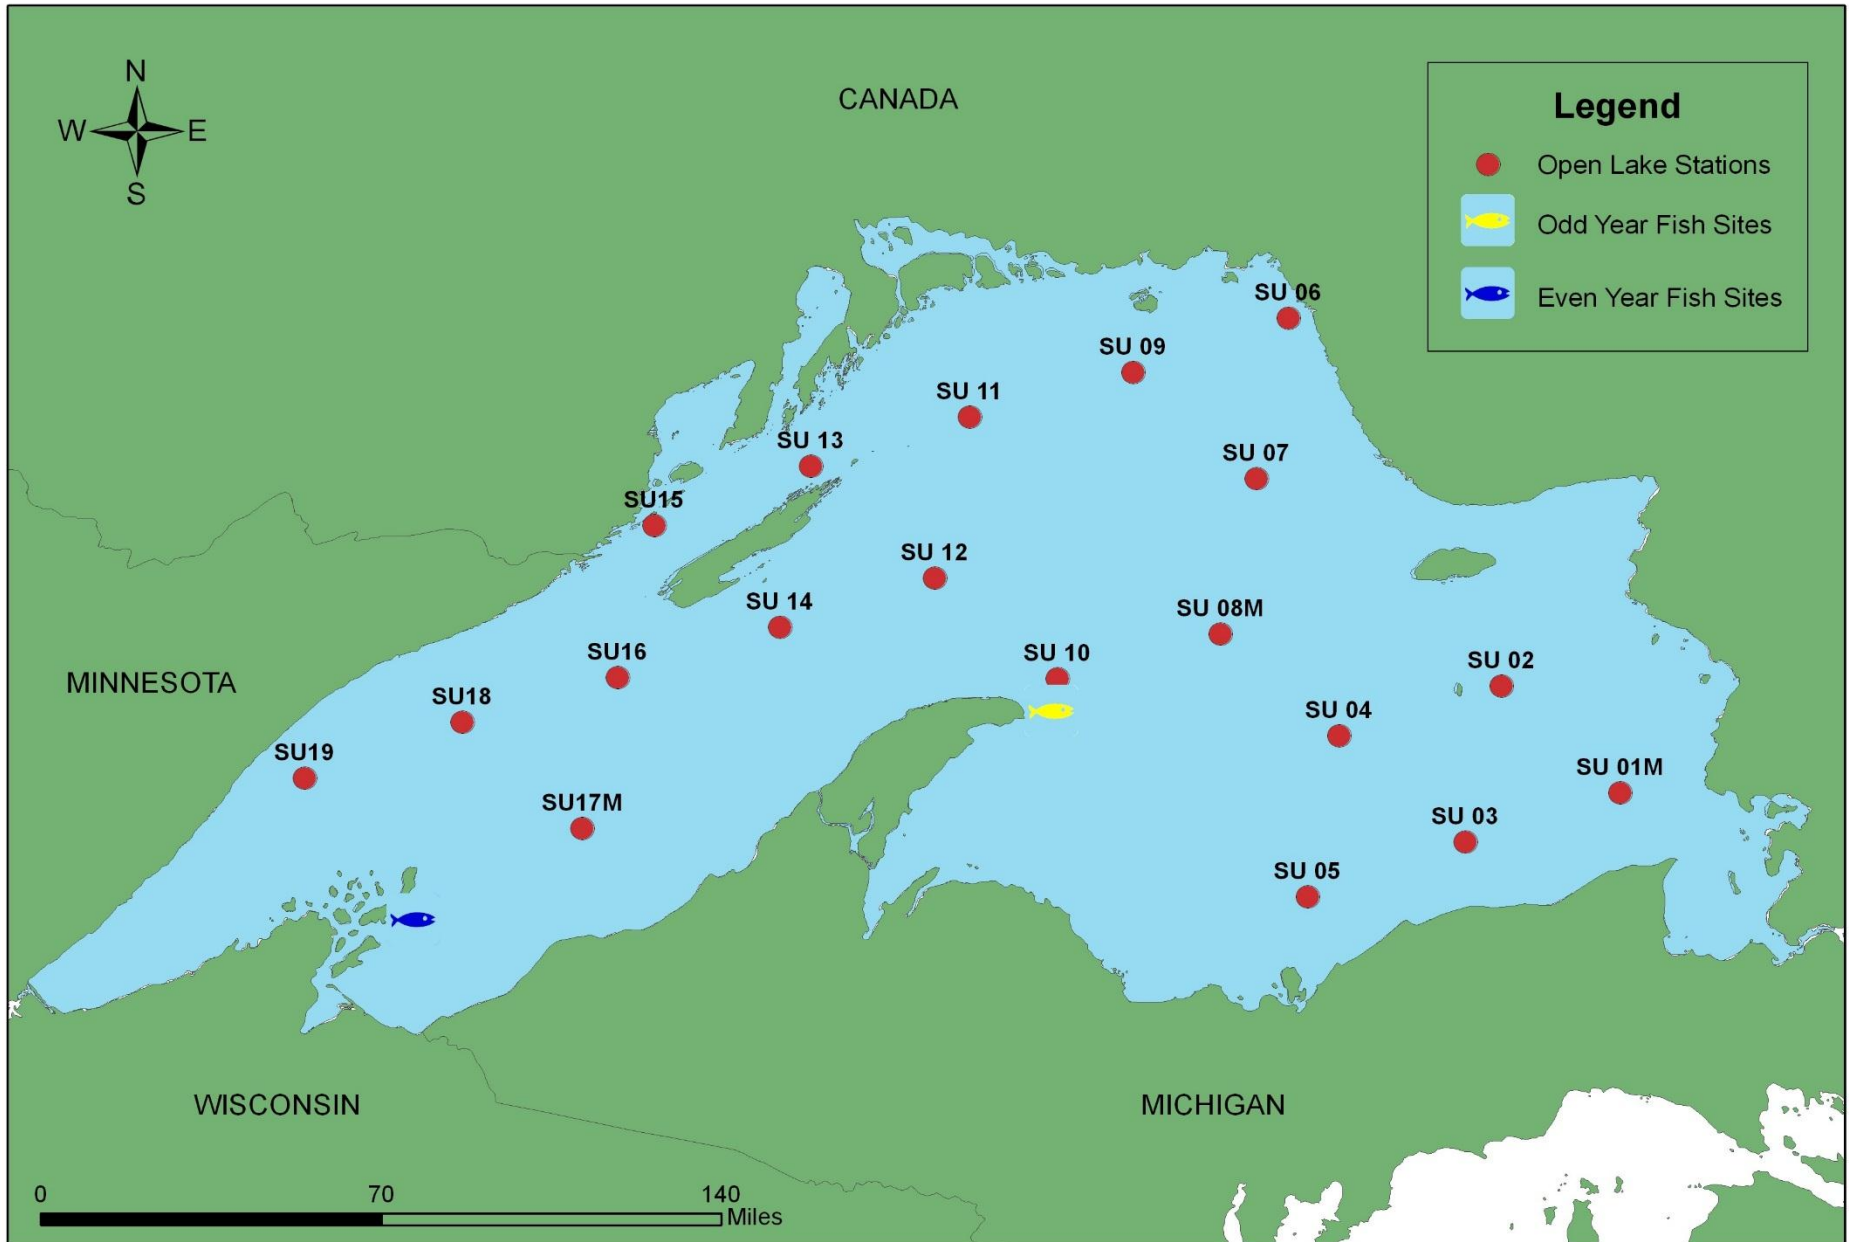 N
W E
S
CANADA
Legend
Open Lake Stations
Odd Year Fish Sites
Even Year Fish Sites
SU 06
SU 09
SU 11
SU 13
SU 07
SU15
SU 12
SU 14
SU 08M
SU16
SU 10
SU 02
MINNESOTA
SU18
SU 04
SU19
SU 01M
SU17M
SU 03
SU 05
WISCONSIN
MICHIGAN
0 70 140
Miles